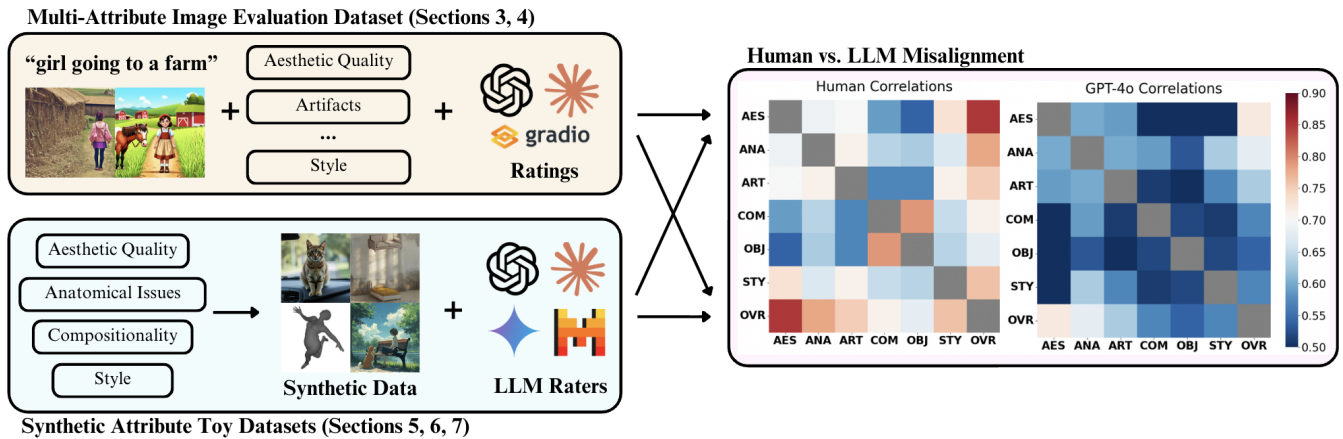 Multi-Attribute Image Evaluation Dataset (Sections 3, 4)
“girl going to a farm”
Aesthetic Quality
Artifacts
...
Style
+
+
gradio
Ratings
Aesthetic Quality
Anatomical Issues
Compositionality
Style
Synthetic Data
+
LLM Raters
Synthetic Attribute Toy Datasets (Sections 5, 6, 7)
Human vs. LLM Misalignment
Human Correlations
AES
ANA
ART
COM
OBJ
STY
OVR
AES ANA ART COM OBJ STY OVR
GPT-4o Correlations
AES
ANA
ART
COM
OBJ
STY
OVR
AES ANA ART COM OBJ STY OVR
0.90
0.85
0.80
0.75
0.70
0.65
0.60
0.55
0.50